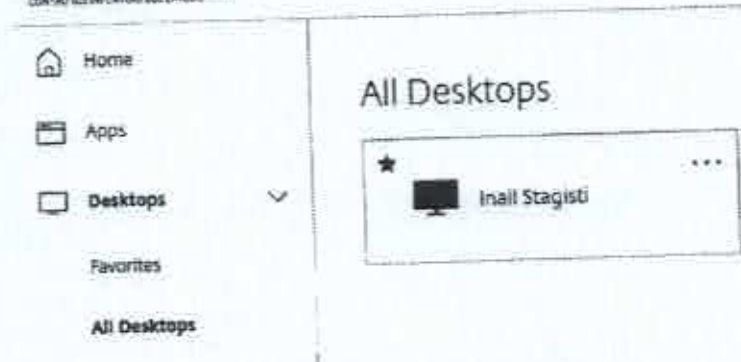 Home
Apps
Desktops
Favorites
All Desktops
All Desktops
Inail Stagisti